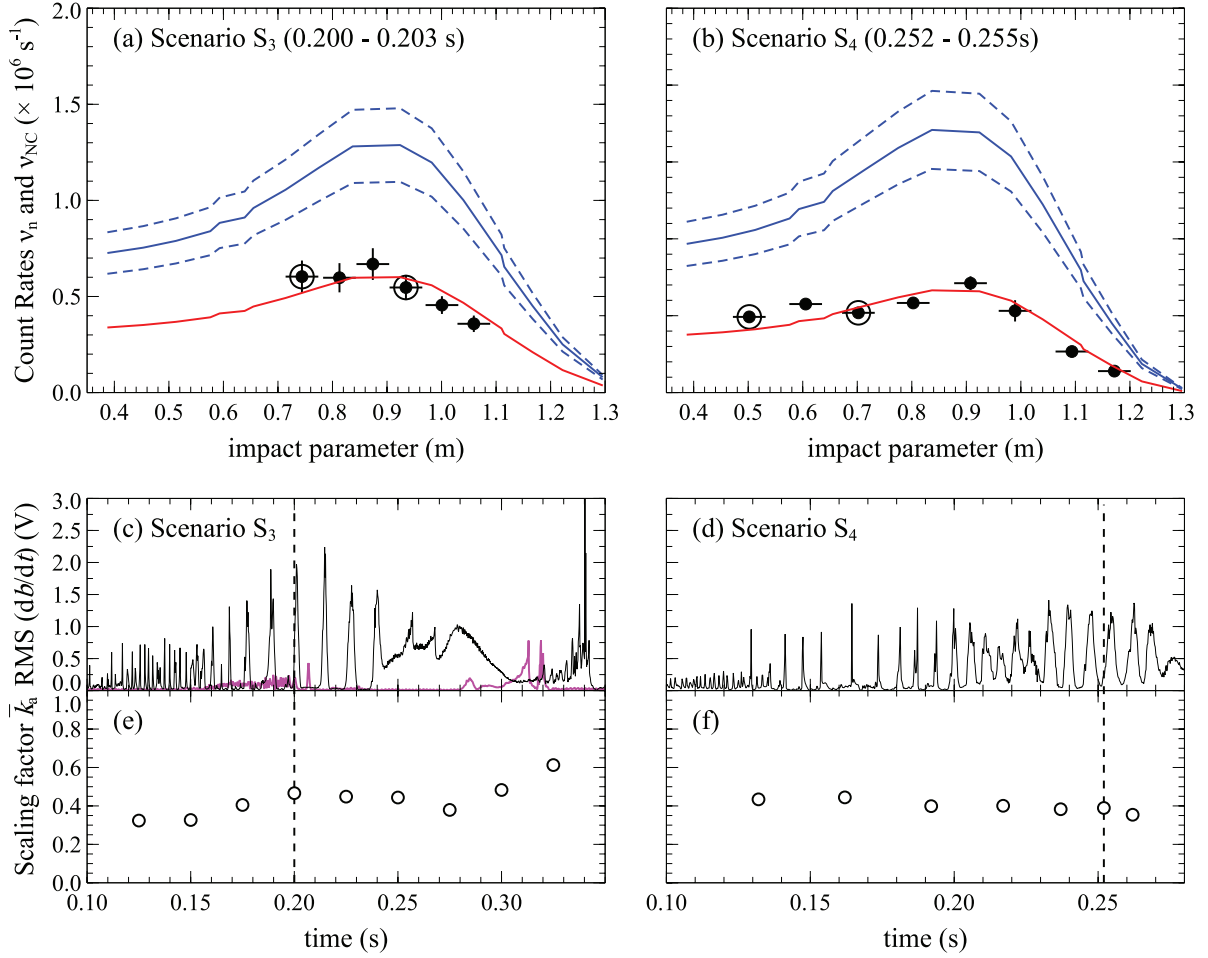 (a) Scenario S₃ (0.200 - 0.203 s)
(b) Scenario S₄ (0.252 - 0.255s)
Count Rates νₙ and ν_NC (× 10⁶ s⁻¹)
2.0
1.5
1.0
0.5
0.0
0.4 0.5 0.6 0.7 0.8 0.9 1.0 1.1 1.2 1.3
impact parameter (m)
0.4 0.5 0.6 0.7 0.8 0.9 1.0 1.1 1.2 1.3
impact parameter (m)
(c) Scenario S₃
(d) Scenario S₄
RMS (db/dt) (V)
3.0
2.5
2.0
1.5
1.0
0.5
0.0
(e)
(f)
Scaling factor k̅ₐ
1.0
0.8
0.6
0.4
0.2
0.0
0.10 0.15 0.20 0.25 0.30
time (s)
0.10 0.15 0.20 0.25
time (s)